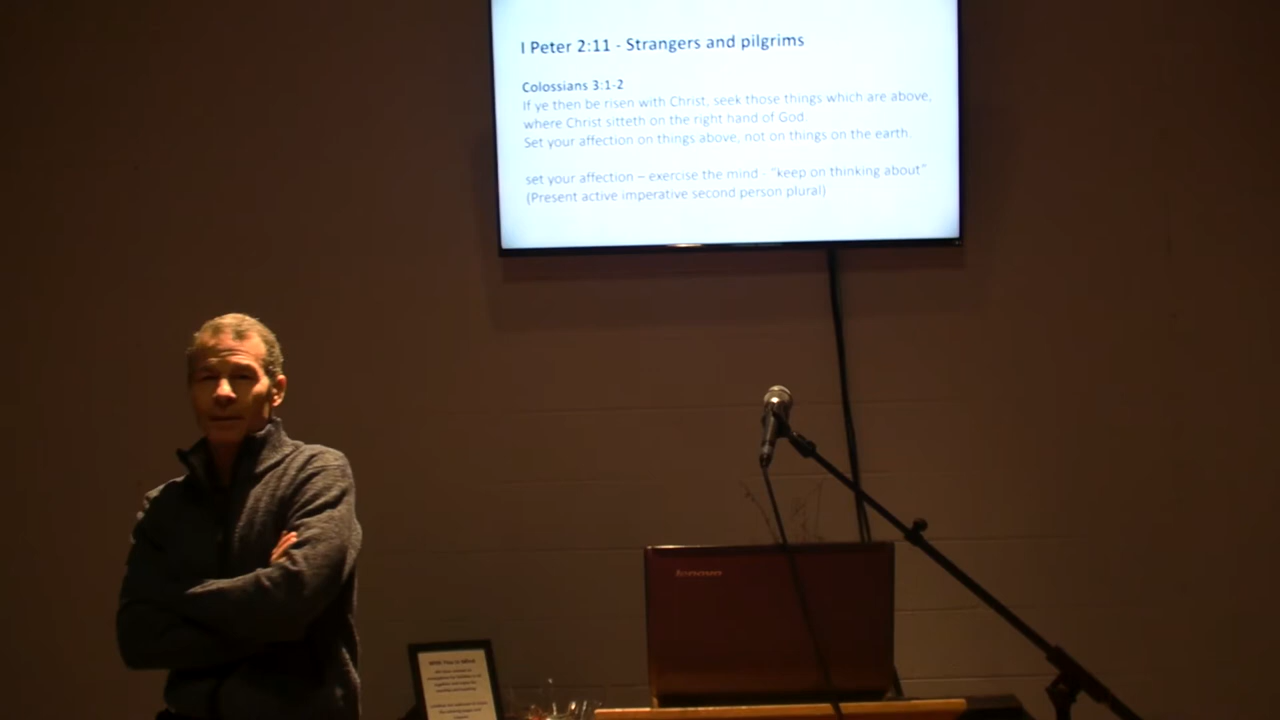 I Peter 2:11 - Strangers and pilgrims
Colossians 3:1-2
If ye then be risen with Christ, seek those things which are above,
where Christ sitteth on the right hand of God.
Set your affection on things above, not on things on the earth.
set your affection – exercise the mind - "keep on thinking about"
(Present active imperative second person plural)
lenovo